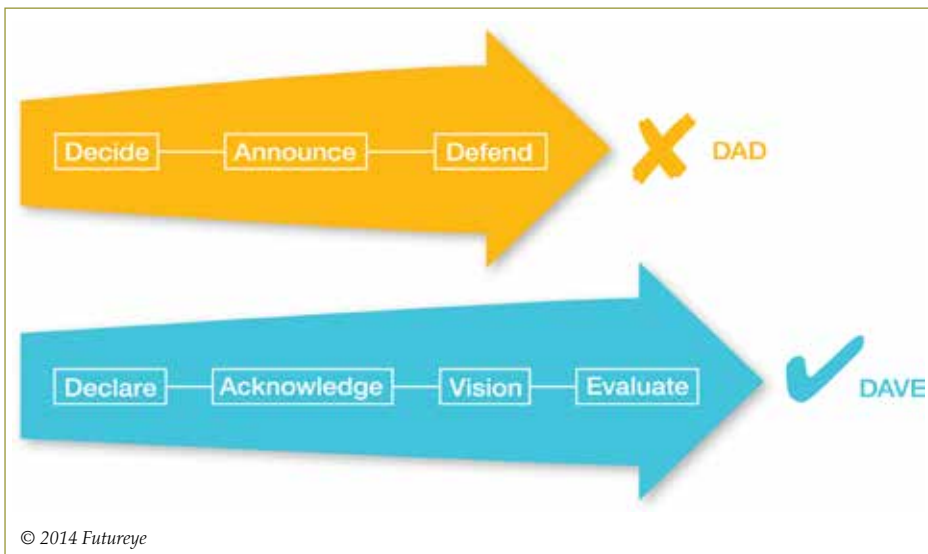 Decide Announce Defend DAD
Declare Acknowledge Vision Evaluate DAVE
© 2014 Futureye